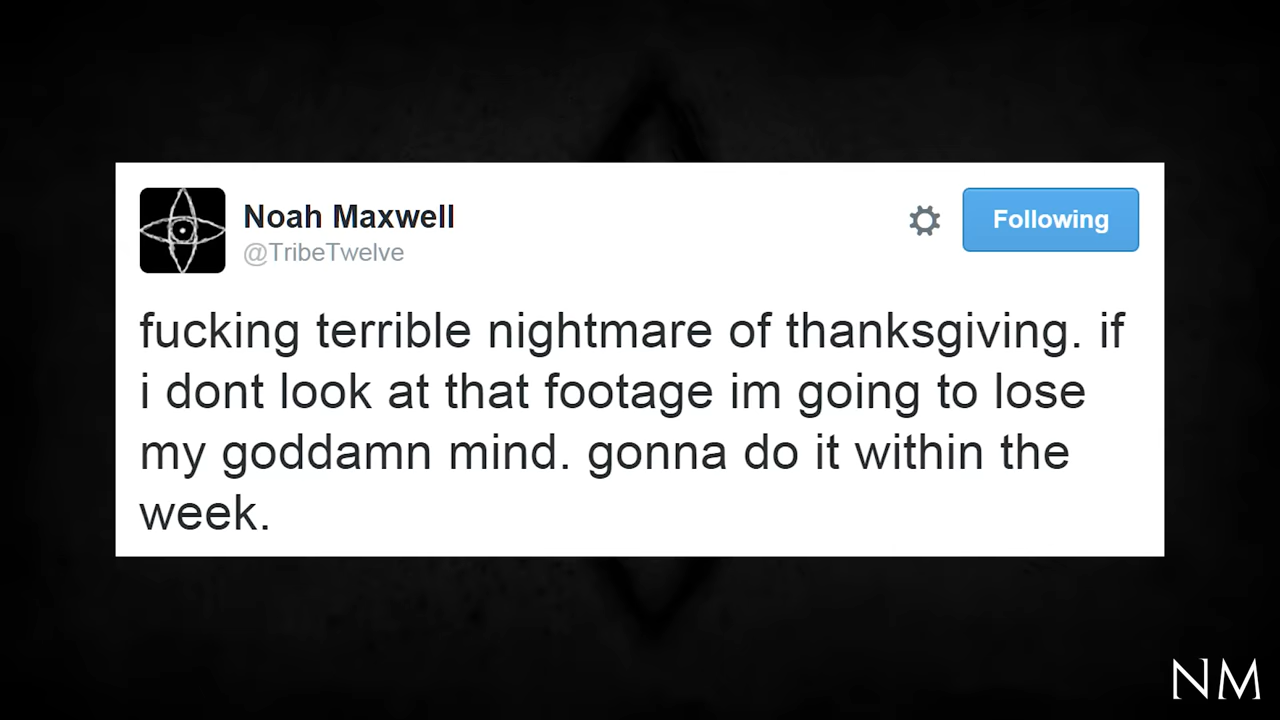 Noah Maxwell
@TribeTwelve
Following
fucking terrible nightmare of thanksgiving. if
i dont look at that footage im going to lose
my goddamn mind. gonna do it within the
week.
NM